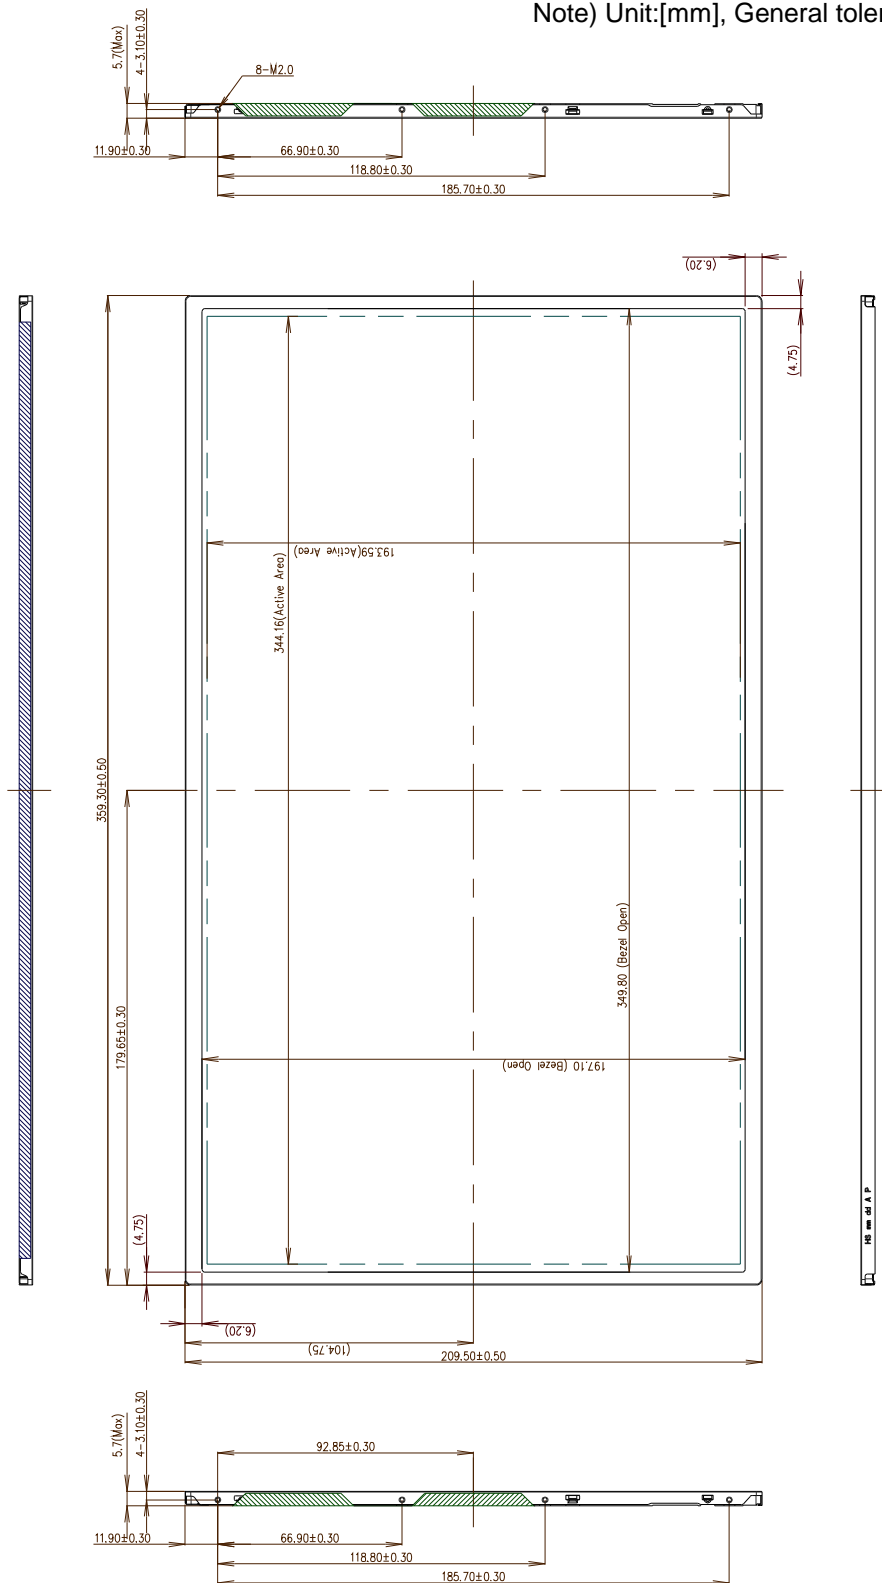 Note) Unit:[mm], General toler
5.7(Max)
4-3.10±0.30
8-M2.0
11.90±0.30
66.90±0.30
118.80±0.30
185.70±0.30
(6.20)
(4.75)
193.59(Active Area)
344.16(Active Area)
359.30±0.50
179.65±0.30
349.80 (Bezel Open)
197.10 (Bezel Open)
HS mm dd A P
(4.75)
(6.20)
(104.75)
209.50±0.50
5.7(Max)
4-3.10±0.30
92.85±0.30
11.90±0.30
66.90±0.30
118.80±0.30
185.70±0.30